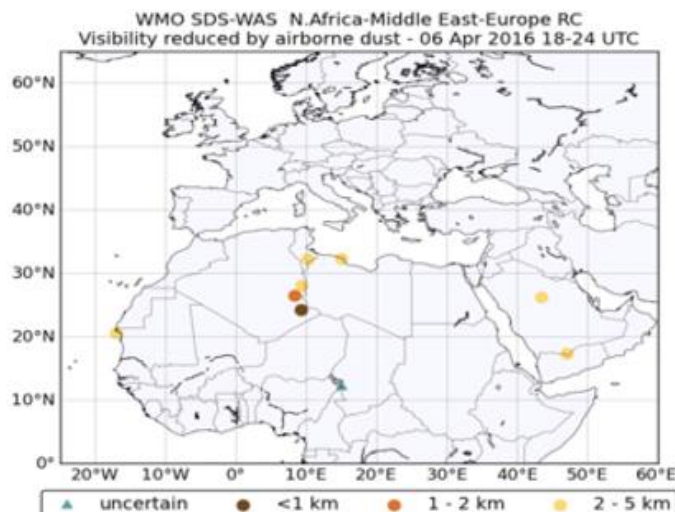 WMO SDS-WAS N.Africa-Middle East-Europe RC
Visibility reduced by airborne dust - 06 Apr 2016 18-24 UTC
60°N
50°N
40°N
30°N
20°N
10°N
0°
20°W 10°W 0° 10°E 20°E 30°E 40°E 50°E 60°E
uncertain <1 km 1 - 2 km 2 - 5 km